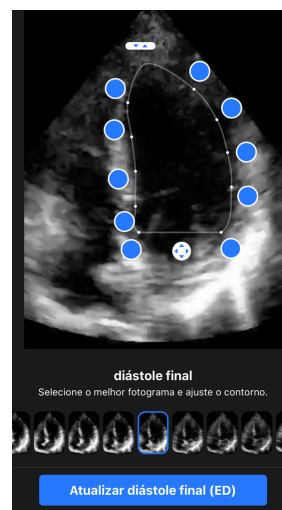 diástole final
Selecione o melhor fotograma e ajuste o contorno.
Atualizar diástole final (ED)